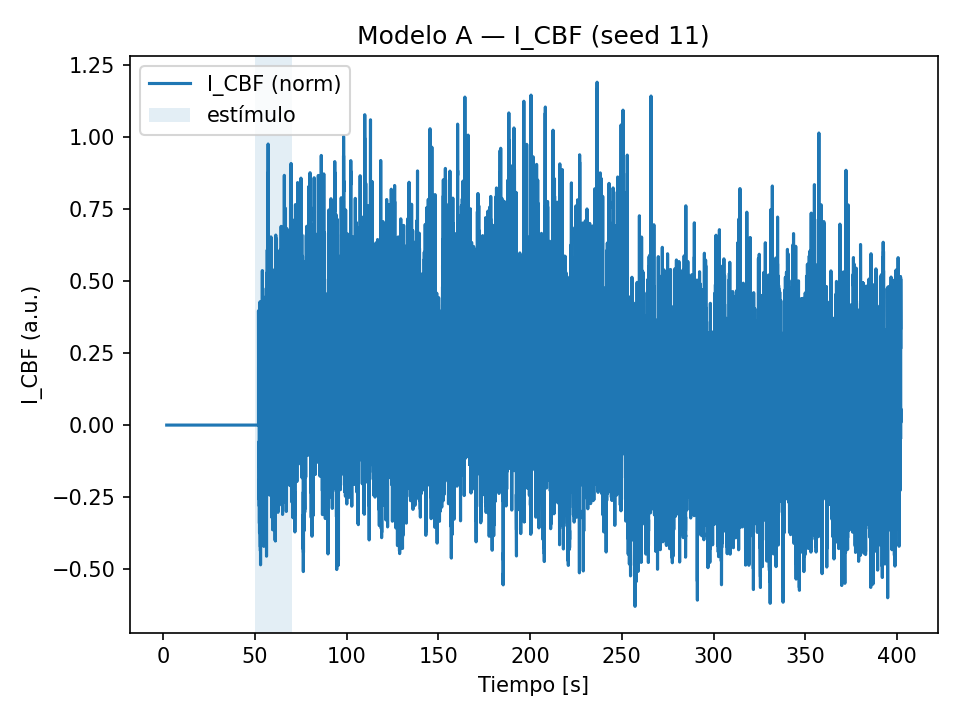 Modelo A — I_CBF (seed 11)
I_CBF (norm)
estímulo
1.25
1.00
0.75
0.50
0.25
0.00
−0.25
−0.50
I_CBF (a.u.)
0 50 100 150 200 250 300 350 400
Tiempo [s]